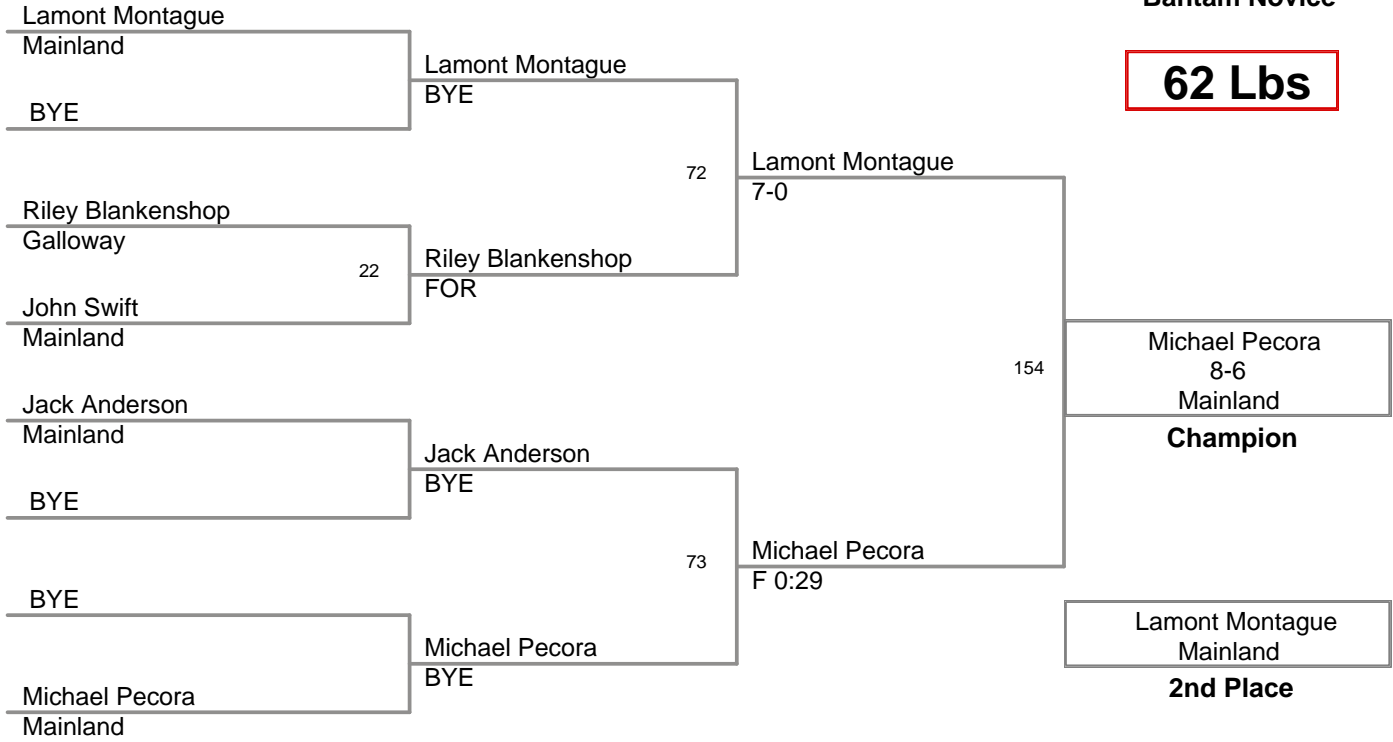 Bantam Novice
62 Lbs
Lamont Montague
Mainland
BYE
Riley Blankenshop
Galloway
22
John Swift
Mainland
Jack Anderson
Mainland
BYE
BYE
Michael Pecora
Mainland
Lamont Montague
BYE
72
Riley Blankenshop
FOR
Jack Anderson
BYE
73
Michael Pecora
BYE
Lamont Montague
7-0
154
Michael Pecora
F 0:29
Michael Pecora
8-6
Mainland
Champion
Lamont Montague
Mainland
2nd Place